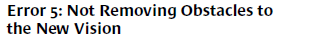 Error 5: Not Removing Obstacles to
the New Vision